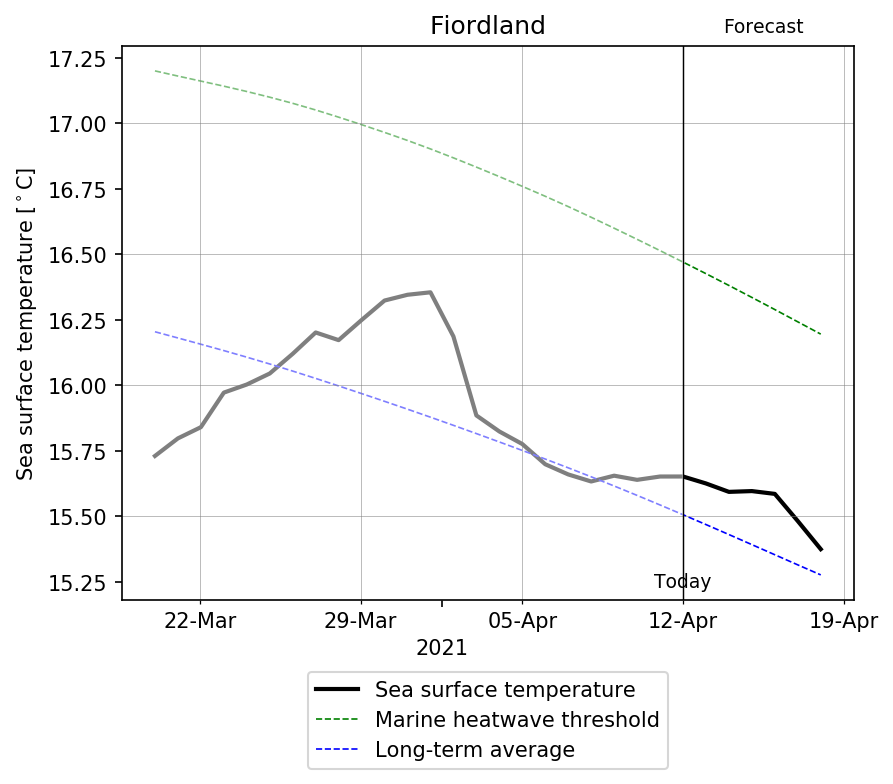 Fiordland
Forecast
Sea surface temperature [°C]
17.25
17.00
16.75
16.50
16.25
16.00
15.75
15.50
15.25
Today
22-Mar 29-Mar 05-Apr 12-Apr 19-Apr
2021
Sea surface temperature
Marine heatwave threshold
Long-term average